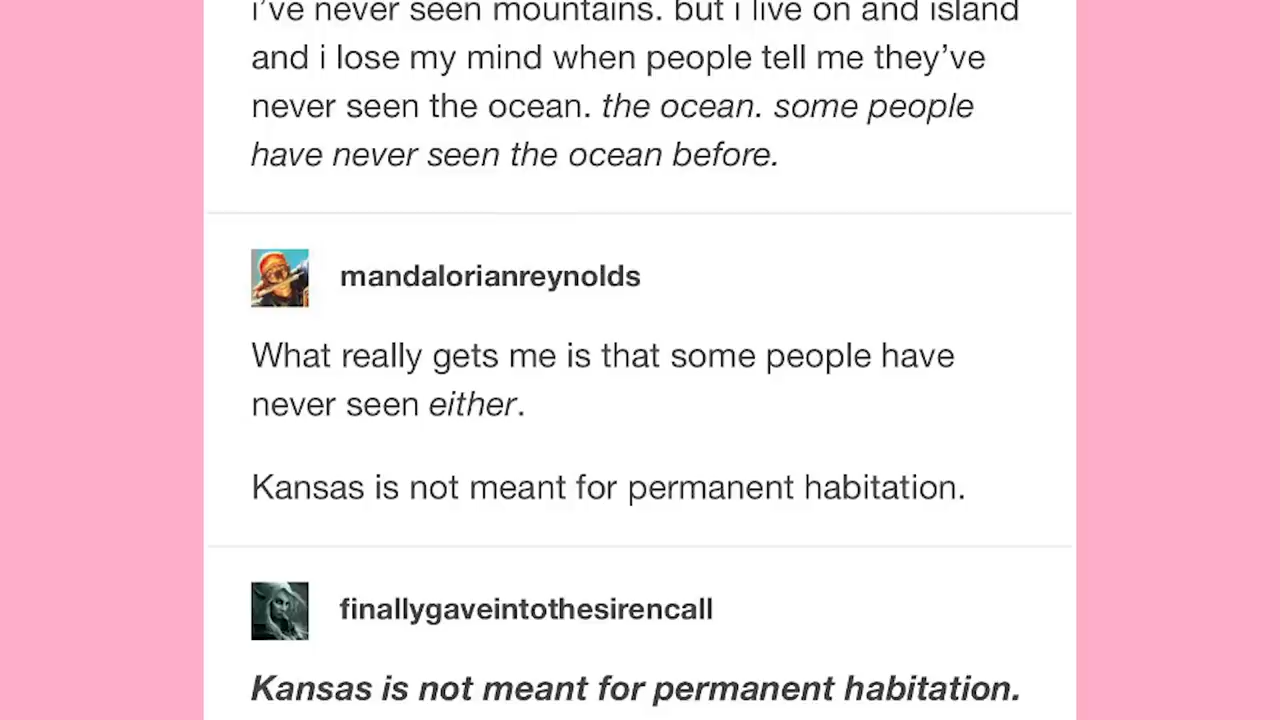 i've never seen mountains. but i live on and island
and i lose my mind when people tell me they've
never seen the ocean. the ocean. some people
have never seen the ocean before.
mandalorianreynolds
What really gets me is that some people have
never seen either.
Kansas is not meant for permanent habitation.
finallygaveintothesirencall
Kansas is not meant for permanent habitation.